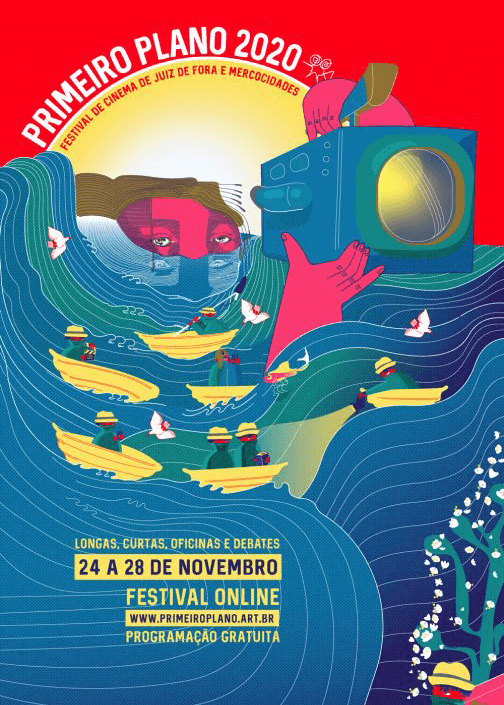 PRIMEIRO PLANO 2020
FESTIVAL DE CINEMA DE JUIZ DE FORA E MERCOCIDADES
LONGAS, CURTAS, OFICINAS E DEBATES
24 A 28 DE NOVEMBRO
FESTIVAL ONLINE
WWW.PRIMEIROPLANO.ART.BR
PROGRAMAÇÃO GRATUITA